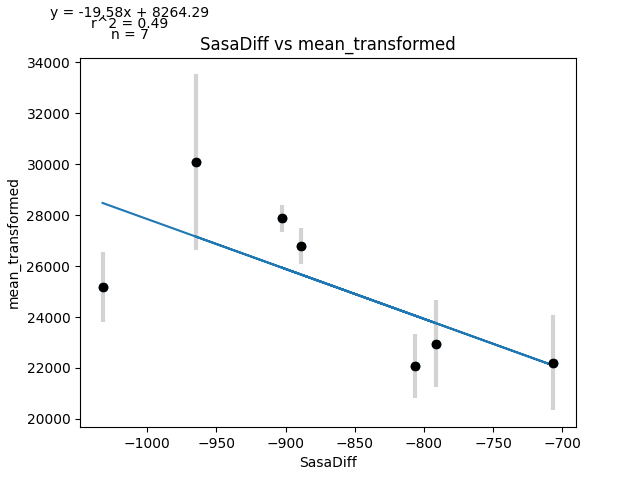 y = -19.58x + 8264.29
r^2 = 0.49
n = 7
SasaDiff vs mean_transformed
34000
32000
30000
28000
26000
24000
22000
20000
mean_transformed
−1000 −950 −900 −850 −800 −750 −700
SasaDiff